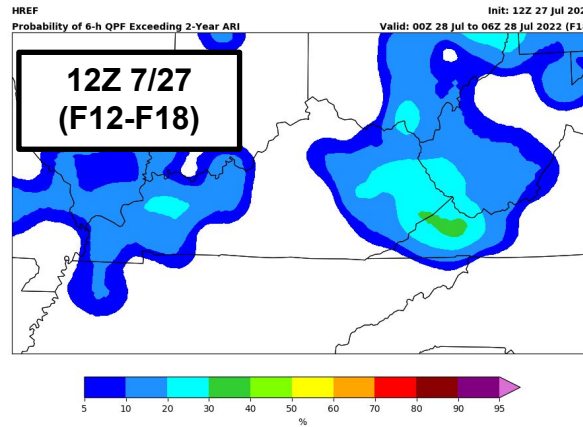 HREF
Init: 12Z 27 Jul 202
Probability of 6-h QPF Exceeding 2-Year ARI
Valid: 00Z 28 Jul to 06Z 28 Jul 2022 (F18
12Z 7/27
(F12-F18)
5 10 20 30 40 50 60 70 80 90 95
%